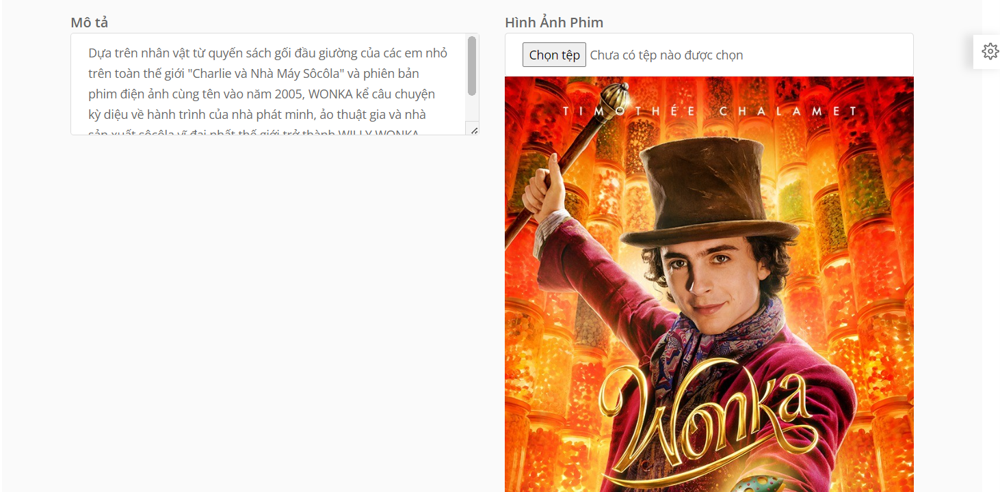 Mô tả
Dựa trên nhân vật từ quyển sách gối đầu giường của các em nhỏ
trên toàn thế giới "Charlie và Nhà Máy Sôcôla" và phiên bản
phim điện ảnh cùng tên vào năm 2005, WONKA kể câu chuyện
kỳ diệu về hành trình của nhà phát minh, ảo thuật gia và nhà
sản xuất sôcôla vĩ đại nhất thế giới trở thành WILLY WONKA
Hình Ảnh Phim
Chọn tệp Chưa có tệp nào được chọn
TIMOTHÉE CHALAMET
Wonka